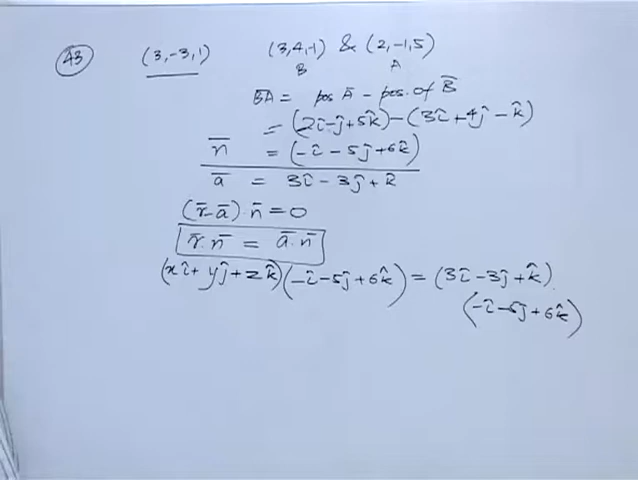 43 (3,-3,1) (3,4,-1) & (2,-1,5)
B A
B̅A̅ = pos A̅ - pos. of B̅
= (2î-ĵ+5k̂)-(3î+4ĵ-k̂)
n̅ = (-î-5ĵ+6k̂)
a̅ = 3î-3ĵ+k̂
(r̅-a̅).n̅=0
r̅.n̅ = a̅.n̅
(xî+yĵ+zk̂)(-î-5ĵ+6k̂) = (3î-3ĵ+k̂).
(-î-5ĵ+6k̂)